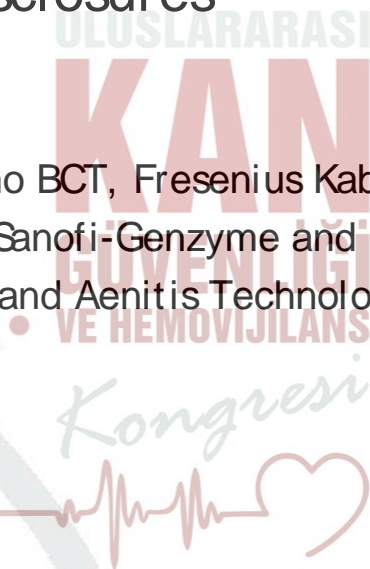 ULUSLARARASI
KAN
no BCT, Fresenius Kab
Sanofi-Genzyme and
GÜVENLİĞİ
and Aenitis Technolo
VE HEMOVİJİLANS
Kongresi